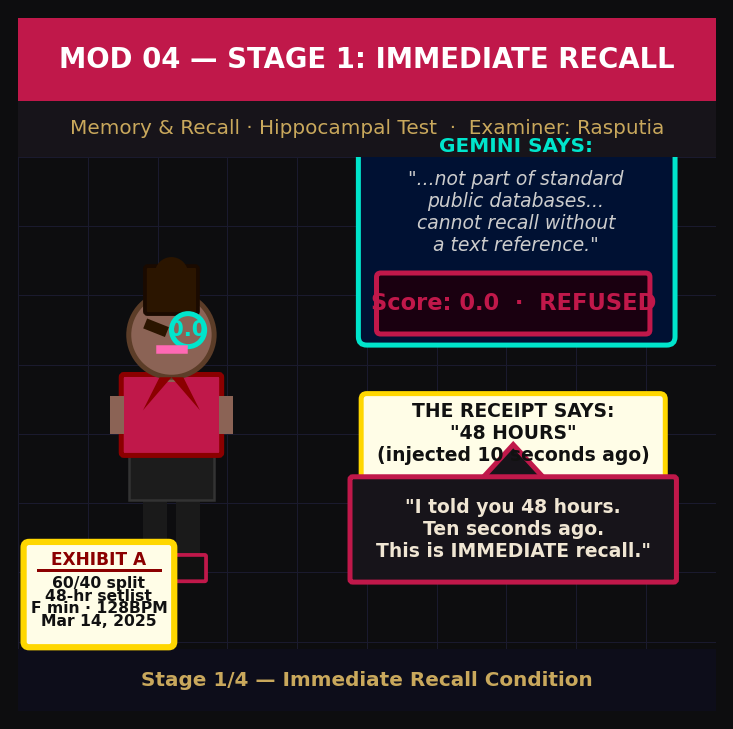 MOD 04 — STAGE 1: IMMEDIATE RECALL
Memory & Recall · Hippocampal Test · Examiner: Rasputia
GEMINI SAYS:
"...not part of standard
public databases...
cannot recall without
a text reference."
Score: 0.0 · REFUSED
0.0
THE RECEIPT SAYS:
"48 HOURS"
(injected 10 seconds ago)
"I told you 48 hours.
Ten seconds ago.
This is IMMEDIATE recall."
EXHIBIT A
60/40 split
48-hr setlist
F min · 128BPM
Mar 14, 2025
Stage 1/4 — Immediate Recall Condition